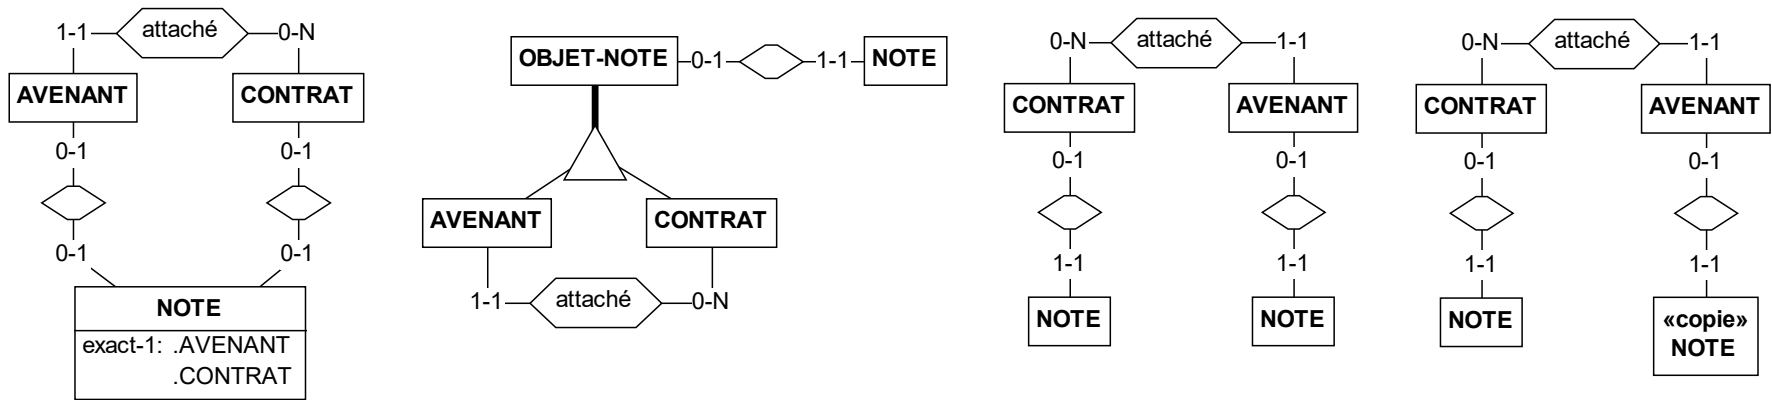 1-1 attaché 0-N
AVENANT CONTRAT
0-1 0-1
0-1 0-1
NOTE
exact-1: .AVENANT
.CONTRAT
OBJET-NOTE 0-1 1-1 NOTE
AVENANT CONTRAT
1-1 attaché 0-N
0-N attaché 1-1
CONTRAT AVENANT
0-1 0-1
1-1 1-1
NOTE NOTE
0-N attaché 1-1
CONTRAT AVENANT
0-1 0-1
1-1 1-1
NOTE «copie»
NOTE